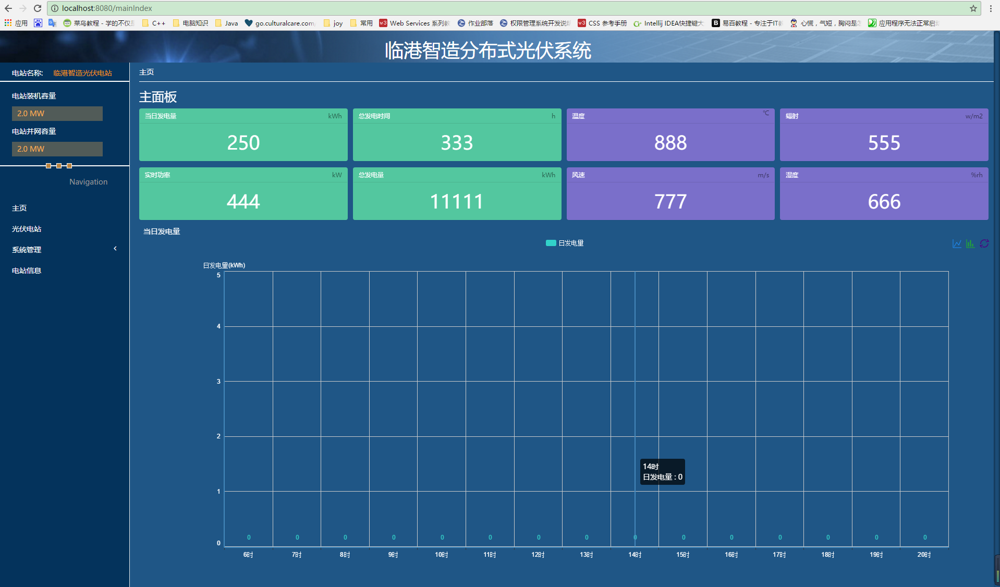 localhost:8080/mainIndex
应用 菜鸟教程 - 学的不仅是 C++ 电脑知识 Java go.culturalcare.com/ joy 常用 Web Services 系列教 作业部落 权限管理系统开发说明 CSS 参考手册 Intellij IDEA快捷键大 易百教程 - 专注于IT教 心慌，气短，胸闷是怎 应用程序无法正常启动
临港智造分布式光伏系统
电站名称: 临港智造光伏电站
主页
电站装机容量
2.0 MW
电站并网容量
2.0 MW
Navigation
主页
光伏电站
系统管理
电站信息
主面板
当日发电量 kWh
250
总发电时间 h
333
温度 ℃
888
辐射 w/m2
555
实时功率 kW
444
总发电量 kWh
11111
风速 m/s
777
湿度 %rh
666
当日发电量
日发电量
日发电量(kWh)
5
4
3
2
1
0
14时
日发电量 : 0
0 0 0 0 0 0 0 0 0 0 0 0 0 0 0
6时 7时 8时 9时 10时 11时 12时 13时 14时 15时 16时 17时 18时 19时 20时